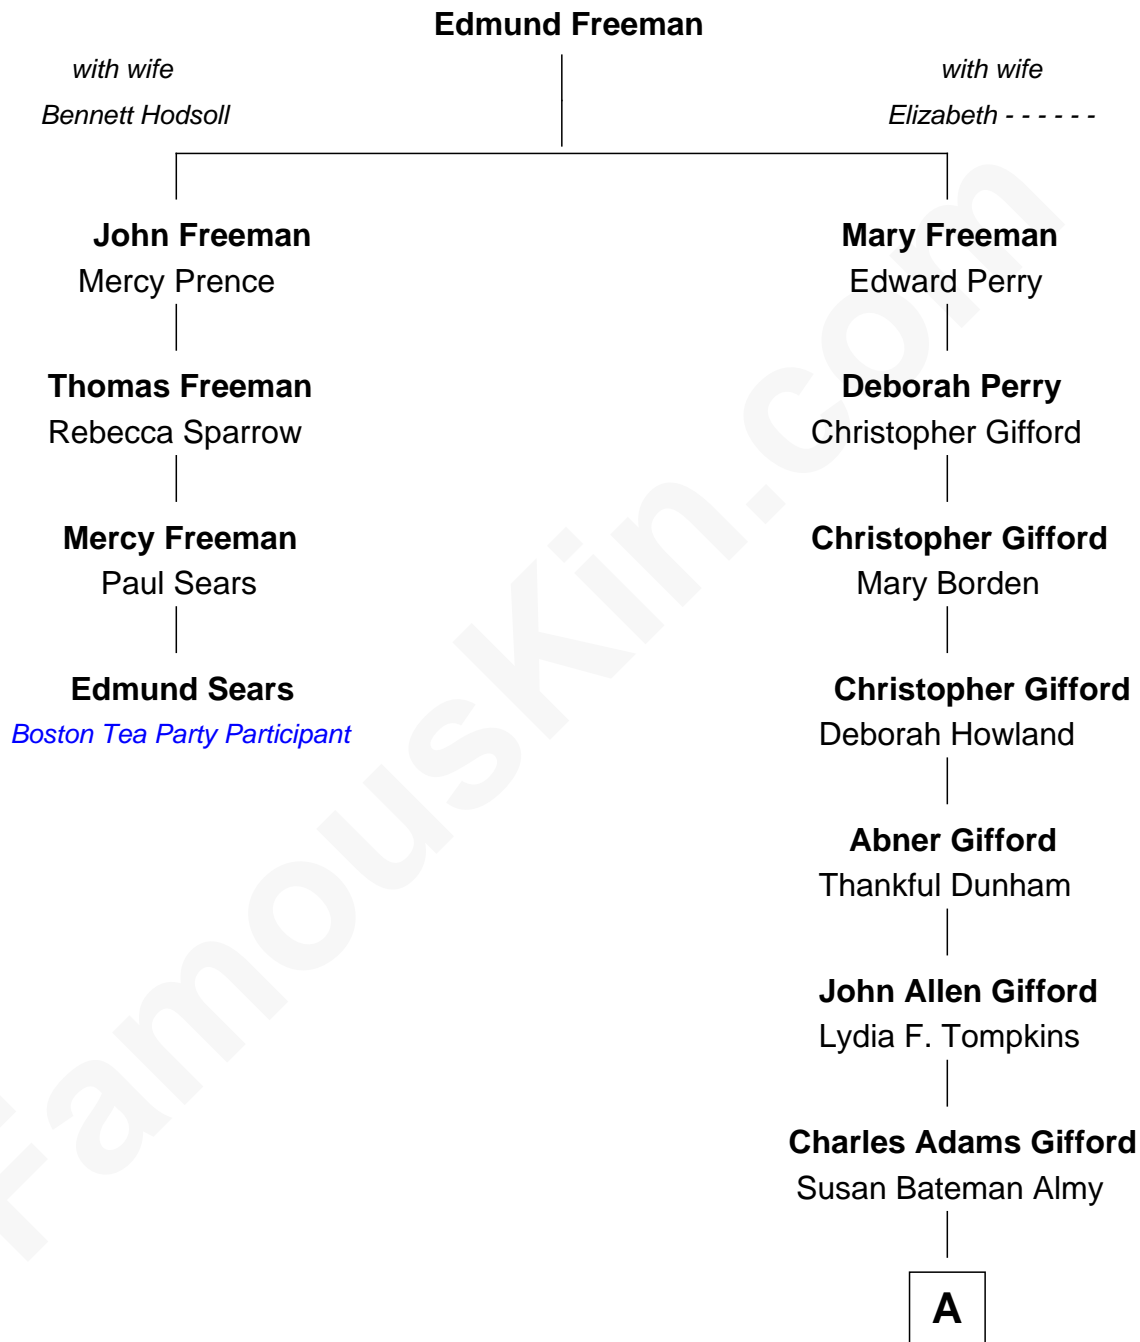 Edmund Freeman
with wife
Bennett Hodsoll
with wife
Elizabeth - - - - - -
John Freeman
Mercy Prence
Thomas Freeman
Rebecca Sparrow
Mercy Freeman
Paul Sears
Edmund Sears
Boston Tea Party Participant
Mary Freeman
Edward Perry
Deborah Perry
Christopher Gifford
Christopher Gifford
Mary Borden
Christopher Gifford
Deborah Howland
Abner Gifford
Thankful Dunham
John Allen Gifford
Lydia F. Tompkins
Charles Adams Gifford
Susan Bateman Almy
A
FamousKin.com